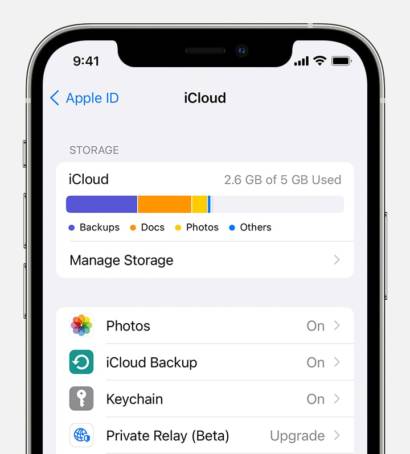 9:41
Apple ID
iCloud
STORAGE
iCloud 2.6 GB of 5 GB Used
Backups Docs Photos Others
Manage Storage
Photos On
iCloud Backup On
Keychain On
Private Relay (Beta) Upgrade